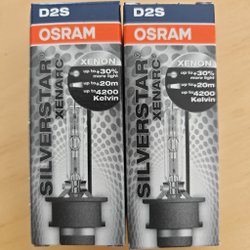 D2S
OSRAM
XENON
up to +30%
more light
up to +20m
up to 4200
Kelvin
SILVERSTAR
XENARC
D2S
OSRAM
XENON
up to +30%
more light
up to +20m
up to 4200
Kelvin
SILVERSTAR
XENARC